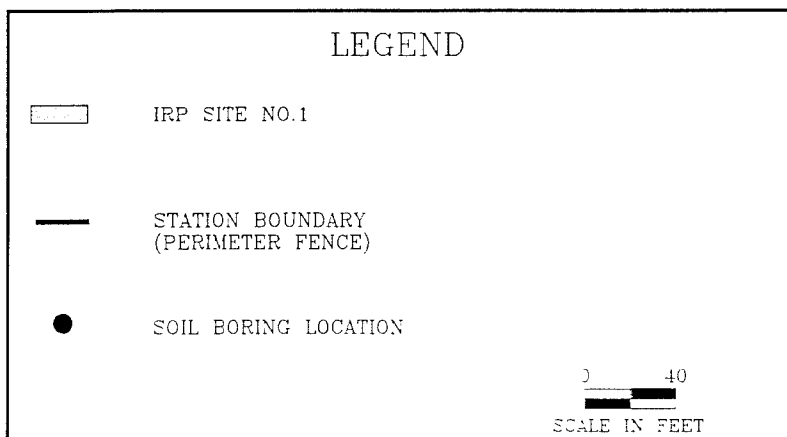 LEGEND
IRP SITE NO.1
STATION BOUNDARY
(PERIMETER FENCE)
SOIL BORING LOCATION
0 40
SCALE IN FEET